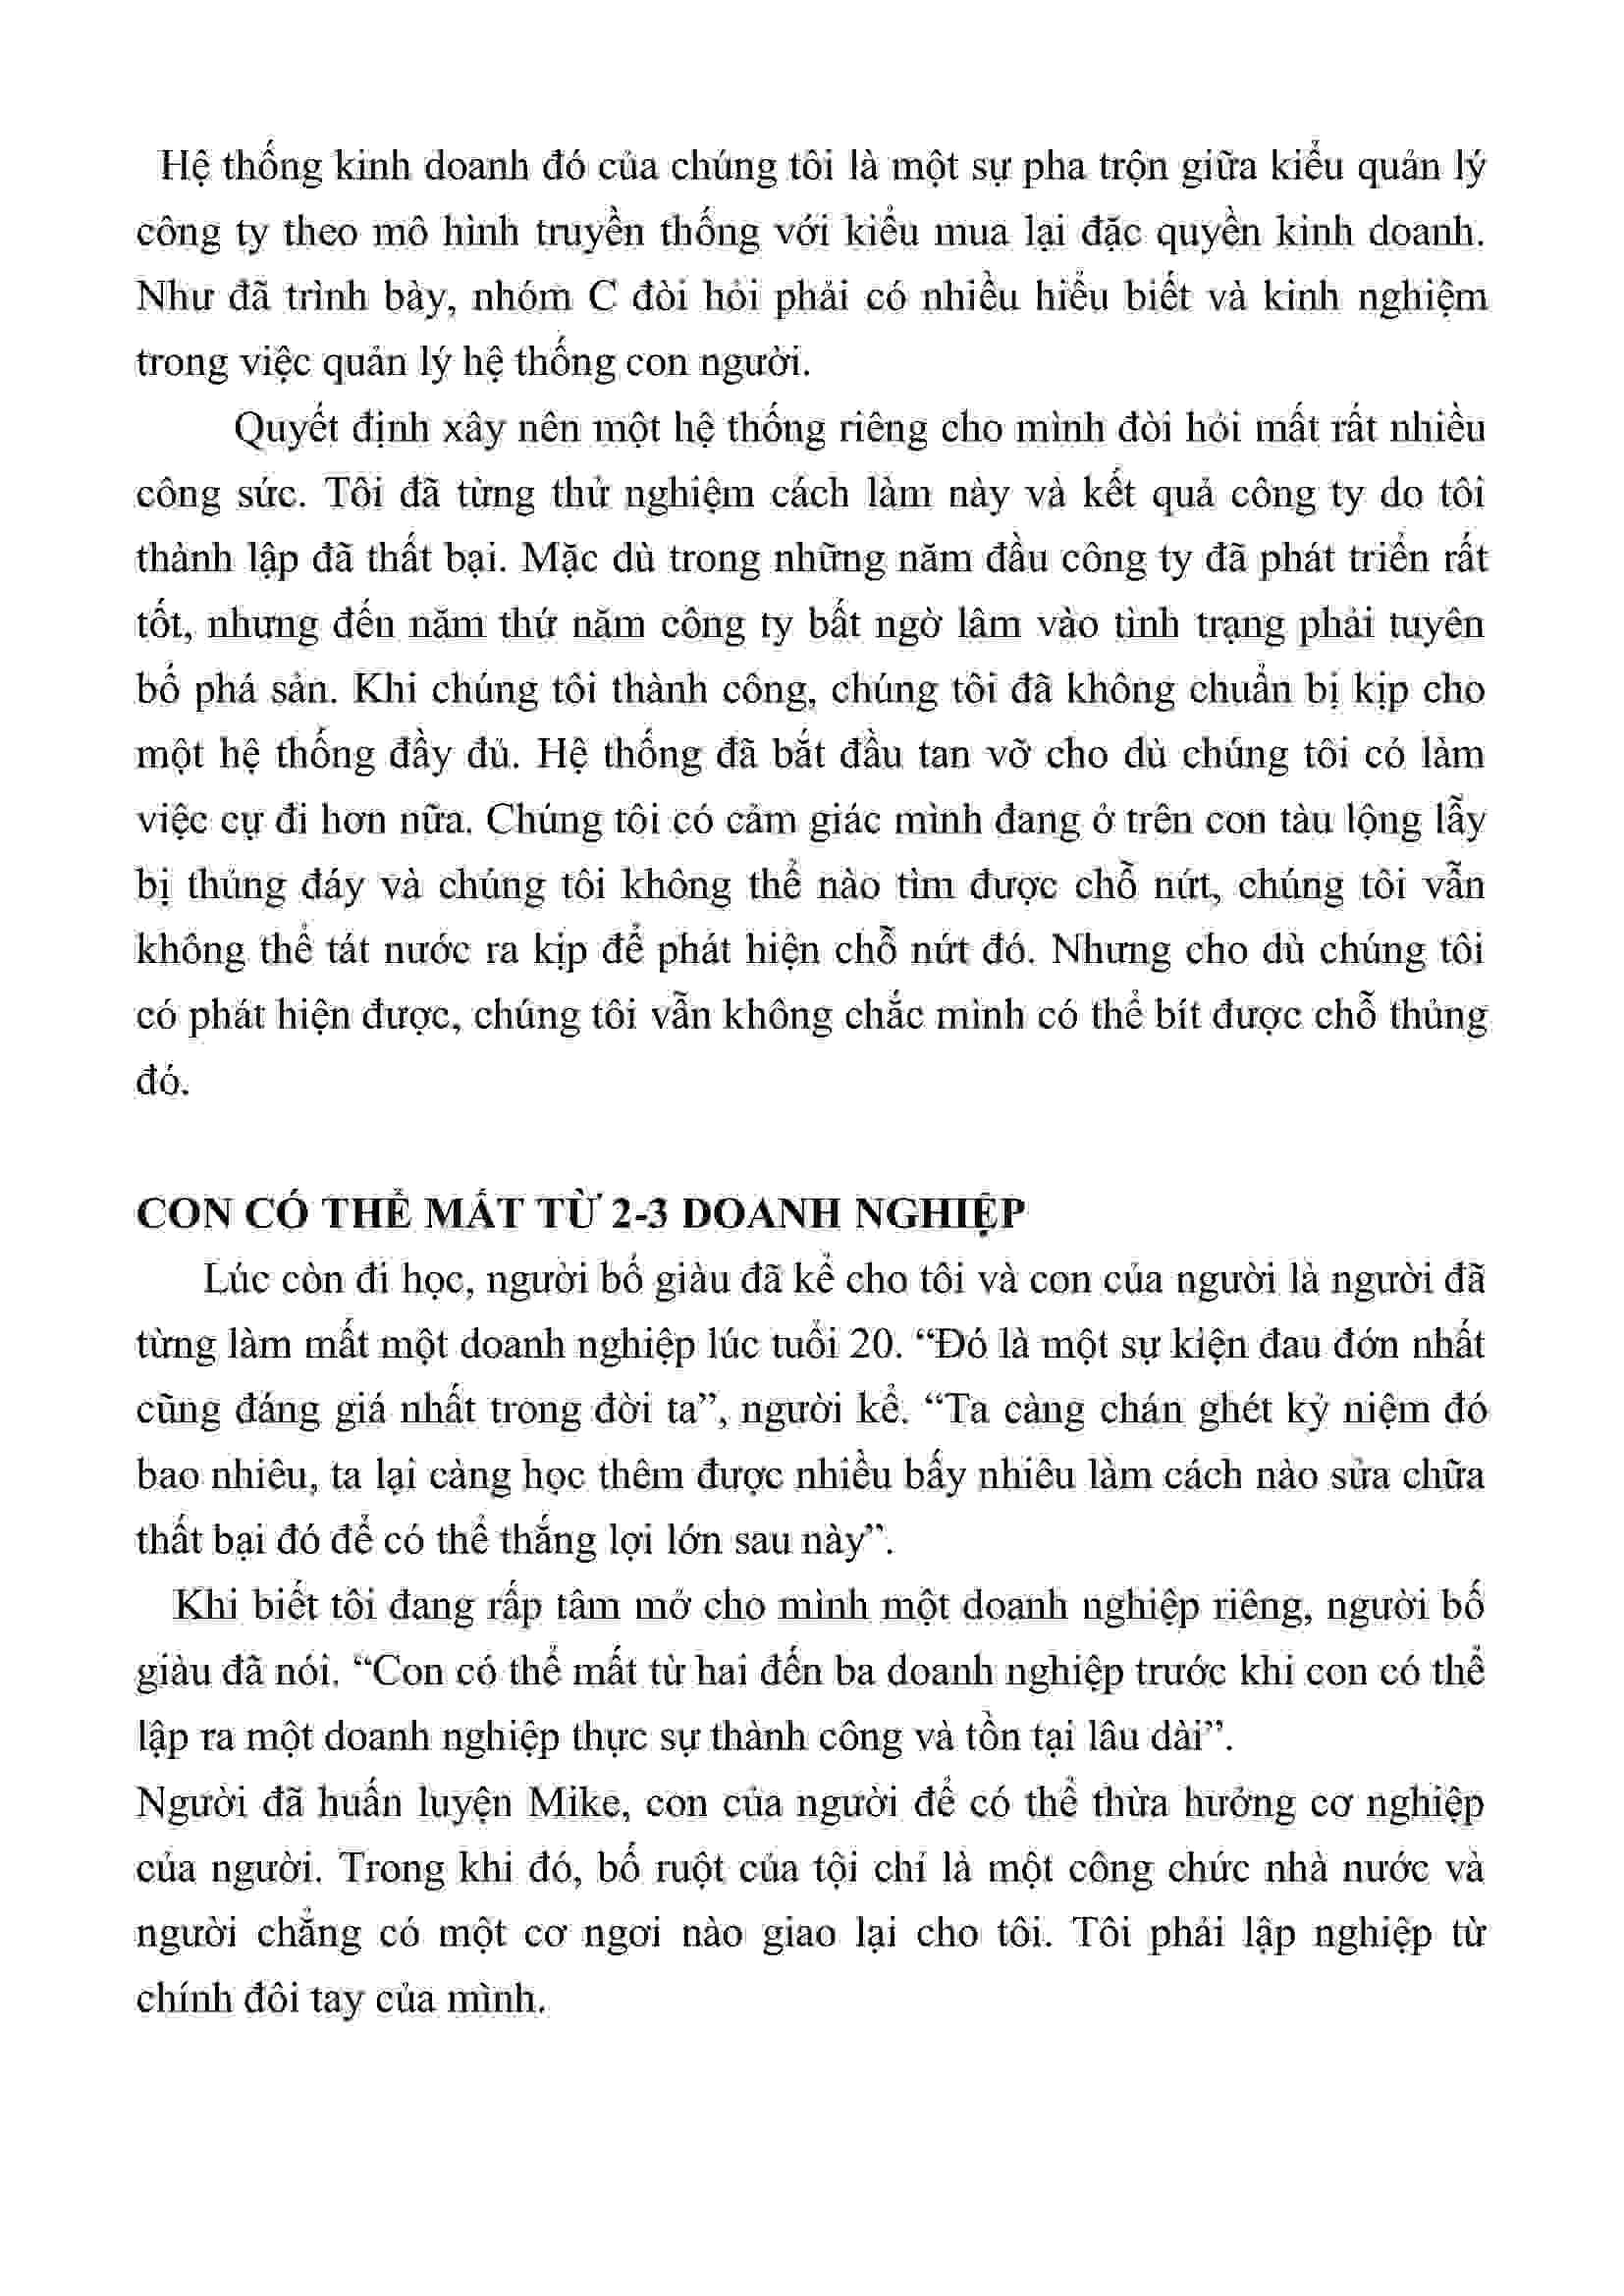 Hệ thống kinh doanh đó của chúng tôi là một sự pha trộn giữa kiểu quản lý
công ty theo mô hình truyền thống với kiểu mua lại đặc quyền kinh doanh.
Như đã trình bày, nhóm C đòi hỏi phải có nhiều hiểu biết và kinh nghiệm
trong việc quản lý hệ thống con người.
Quyết định xây nên một hệ thống riêng cho mình đòi hỏi mất rất nhiều
công sức. Tôi đã từng thử nghiệm cách làm này và kết quả công ty do tôi
thành lập đã thất bại. Mặc dù trong những năm đầu công ty đã phát triển rất
tốt, nhưng đến năm thứ năm công ty bất ngờ lâm vào tình trạng phải tuyên
bố phá sản. Khi chúng tôi thành công, chúng tôi đã không chuẩn bị kịp cho
một hệ thống đầy đủ. Hệ thống đã bắt đầu tan vỡ cho dù chúng tôi có làm
việc cự đi hơn nữa. Chúng tôi có cảm giác mình đang ở trên con tàu lộng lẫy
bị thủng đáy và chúng tôi không thể nào tìm được chỗ nứt, chúng tôi vẫn
không thể tát nước ra kịp để phát hiện chỗ nứt đó. Nhưng cho dù chúng tôi
có phát hiện được, chúng tôi vẫn không chắc mình có thể bít được chỗ thủng
đó.
CON CÓ THỂ MẤT TỪ 2-3 DOANH NGHIỆP
Lúc còn đi học, người bố giàu đã kể cho tôi và con của người là người đã
từng làm mất một doanh nghiệp lúc tuổi 20. “Đó là một sự kiện đau đớn nhất
cũng đáng giá nhất trong đời ta”, người kể. “Ta càng chán ghét kỷ niệm đó
bao nhiêu, ta lại càng học thêm được nhiều bấy nhiêu làm cách nào sửa chữa
thất bại đó để có thể thắng lợi lớn sau này”.
Khi biết tôi đang rắp tâm mở cho mình một doanh nghiệp riêng, người bố
giàu đã nói. “Con có thể mất từ hai đến ba doanh nghiệp trước khi con có thể
lập ra một doanh nghiệp thực sự thành công và tồn tại lâu dài”.
Người đã huấn luyện Mike, con của người để có thể thừa hưởng cơ nghiệp
của người. Trong khi đó, bố ruột của tội chỉ là một công chức nhà nước và
người chẳng có một cơ ngơi nào giao lại cho tôi. Tôi phải lập nghiệp từ
chính đôi tay của mình.